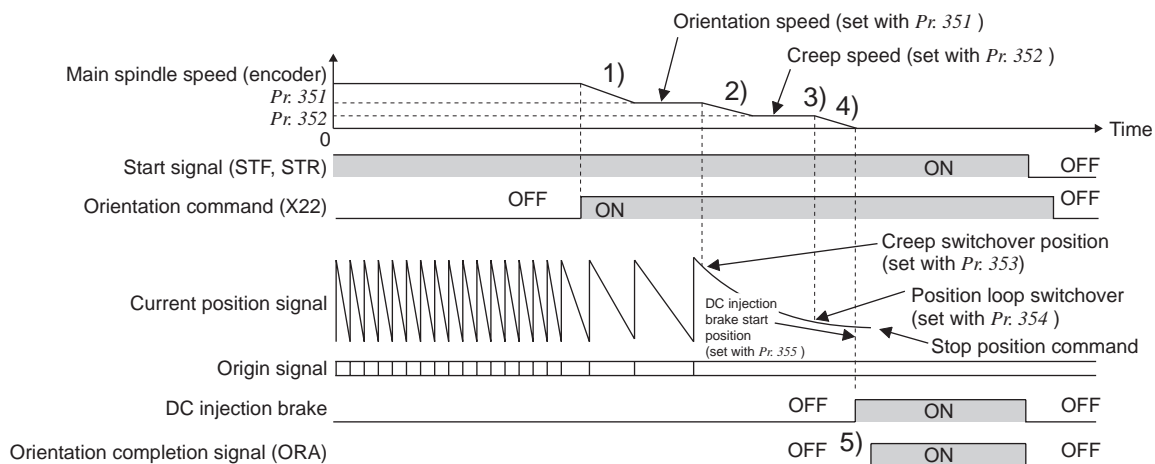 Orientation speed (set with Pr. 351 )
Creep speed (set with Pr. 352 )
Main spindle speed (encoder)
1)
2)
3)
4)
Pr. 351
Pr. 352
0
Time
Start signal (STF, STR)
ON
OFF
Orientation command (X22)
OFF
ON
OFF
Creep switchover position
(set with Pr. 353)
Current position signal
DC injection
brake start
position
(set with Pr. 355 )
Position loop switchover
(set with Pr. 354 )
Stop position command
Origin signal
DC injection brake
OFF
ON
OFF
Orientation completion signal (ORA)
OFF
5)
ON
OFF